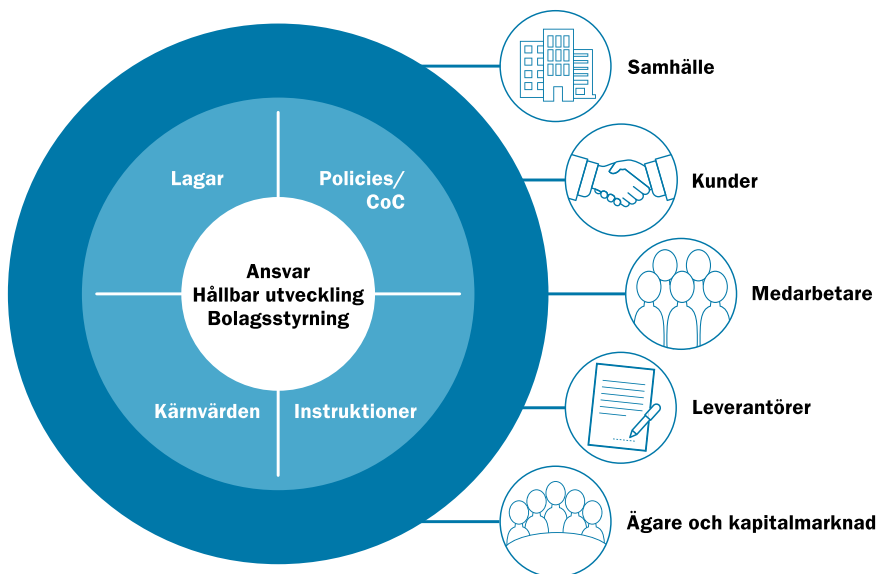 Samhälle
Lagar
Policies/
CoC
Kunder
Ansvar
Hållbar utveckling
Bolagsstyrning
Medarbetare
Kärnvärden
Instruktioner
Leverantörer
Ägare och kapitalmarknad